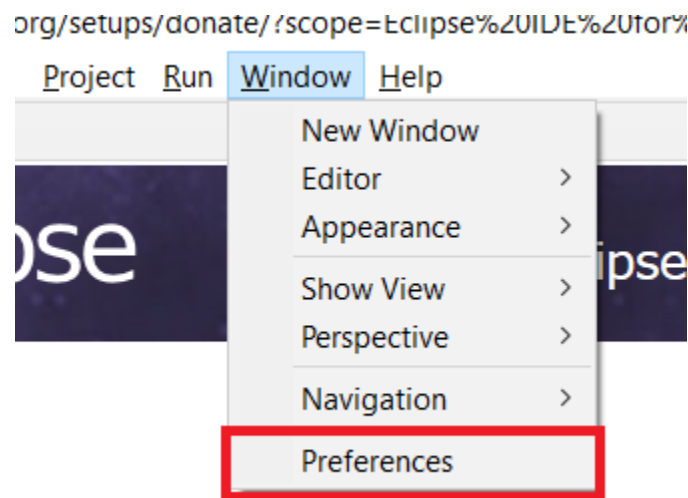 org/setups/donate/?scope=Eclipse%20IDE%20for%
Project Run Window Help
New Window
Editor
Appearance
pse
ipse
Show View
Perspective
Navigation
Preferences